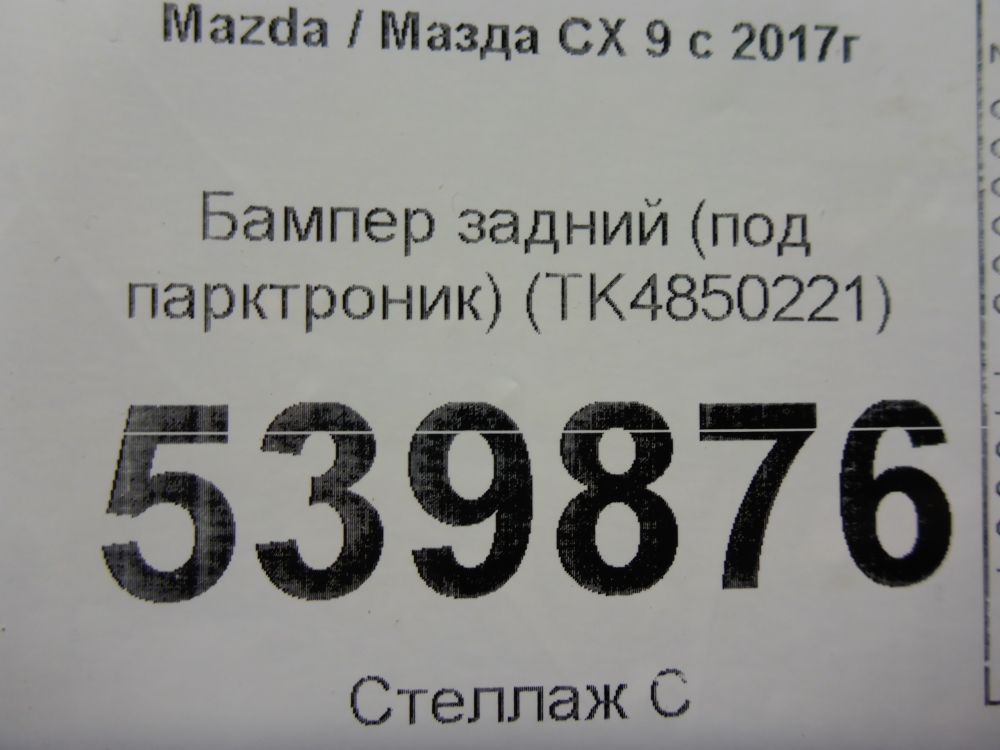 Mazda / Мазда CX 9 с 2017г
Бампер задний (под
парктроник) (TK4850221)
539876
Стеллаж С